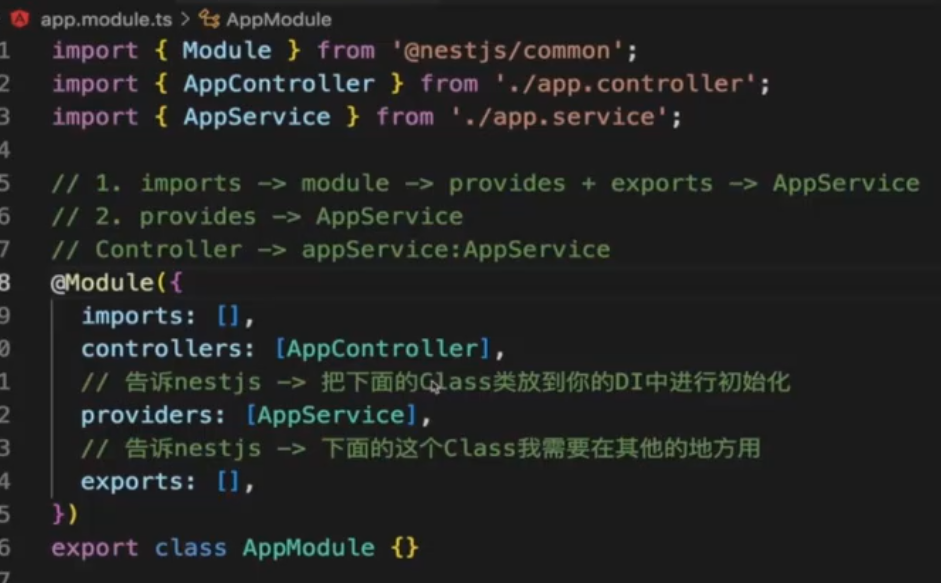 app.module.ts > AppModule
1 import { Module } from '@nestjs/common';
2 import { AppController } from './app.controller';
3 import { AppService } from './app.service';
4
5 // 1. imports -> module -> provides + exports -> AppService
6 // 2. provides -> AppService
7 // Controller -> appService:AppService
8 @Module({
9 imports: [],
0 controllers: [AppController],
1 // 告诉nestjs -> 把下面的Class类放到你的DI中进行初始化
2 providers: [AppService],
3 // 告诉nestjs -> 下面的这个Class我需要在其他的地方用
4 exports: [],
5 })
6 export class AppModule {}
7